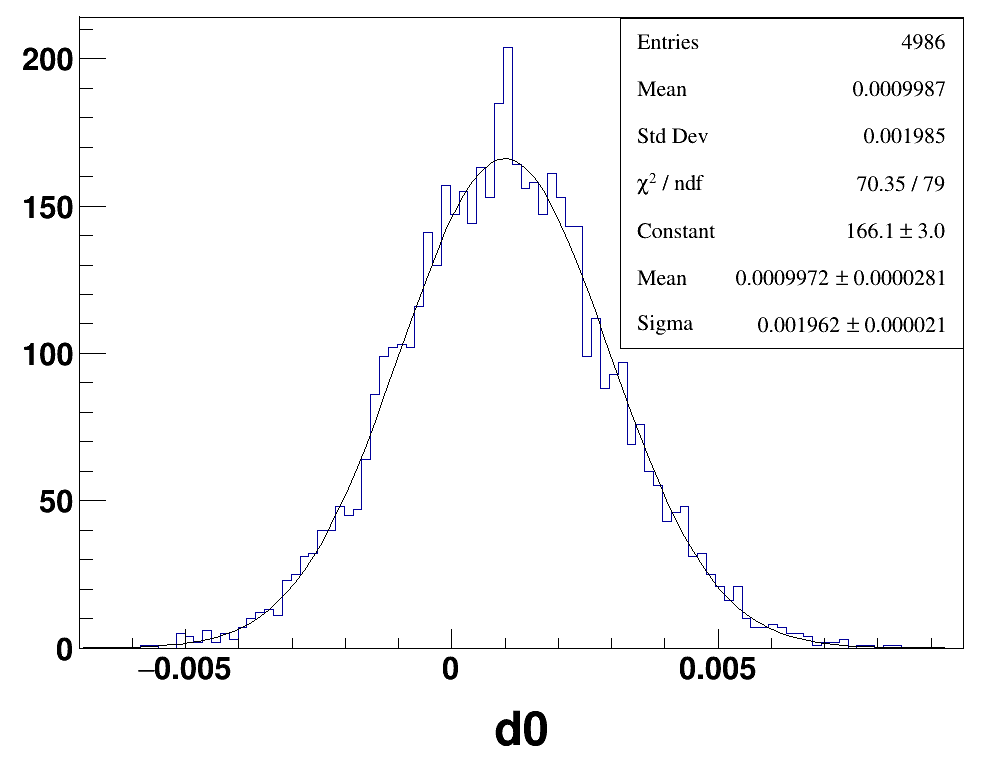 Entries 4986
Mean 0.0009987
Std Dev 0.001985
χ² / ndf 70.35 / 79
Constant 166.1 ± 3.0
Mean 0.0009972 ± 0.0000281
Sigma 0.001962 ± 0.000021
200
150
100
50
0
−0.005 0 0.005
d0